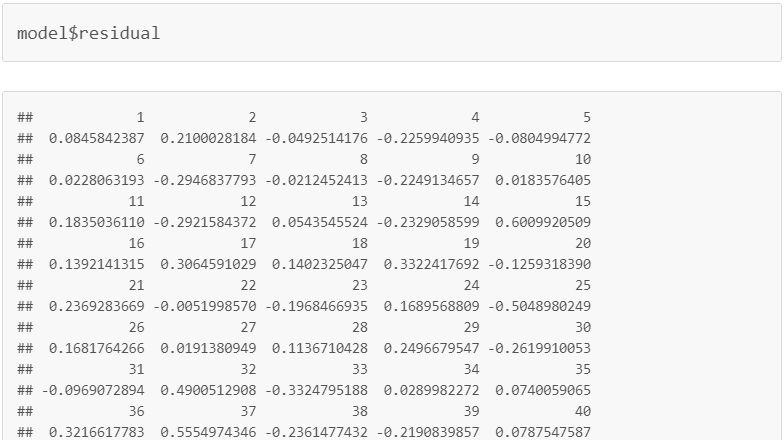 model$residual
## 1 2 3 4 5
## 0.0845842387 0.2100028184 -0.0492514176 -0.2259940935 -0.0804994772
## 6 7 8 9 10
## 0.0228063193 -0.2946837793 -0.0212452413 -0.2249134657 0.0183576405
## 11 12 13 14 15
## 0.1835036110 -0.2921584372 0.0543545524 -0.2329058599 0.6009920509
## 16 17 18 19 20
## 0.1392141315 0.3064591029 0.1402325047 0.3322417692 -0.1259318390
## 21 22 23 24 25
## 0.2369283669 -0.0051998570 -0.1968466935 0.1689568809 -0.5048980249
## 26 27 28 29 30
## 0.1681764266 0.0191380949 0.1136710428 0.2496679547 -0.2619910053
## 31 32 33 34 35
## -0.0969072894 0.4900512908 -0.3324795188 0.0289982272 0.0740059065
## 36 37 38 39 40
## 0.3216617783 0.5554974346 -0.2361477432 -0.2190839857 0.0787547587